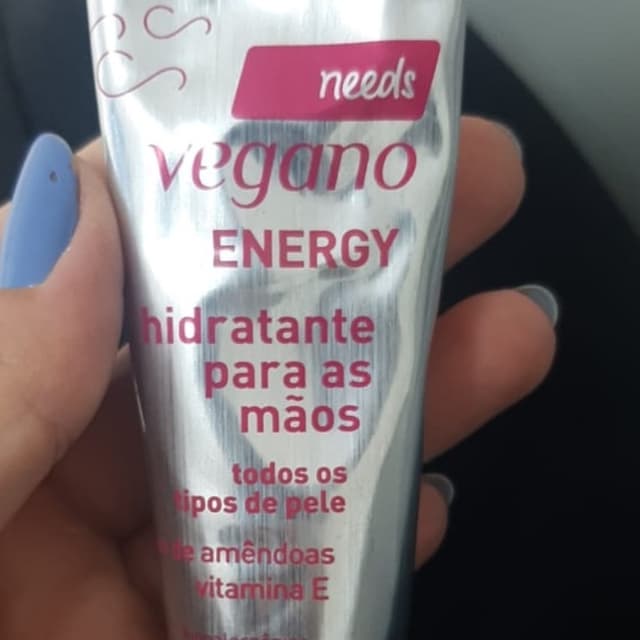 needs
vegano
ENERGY
hidratante
para as
mãos
todos os
tipos de pele
de amêndoas
vitamina E